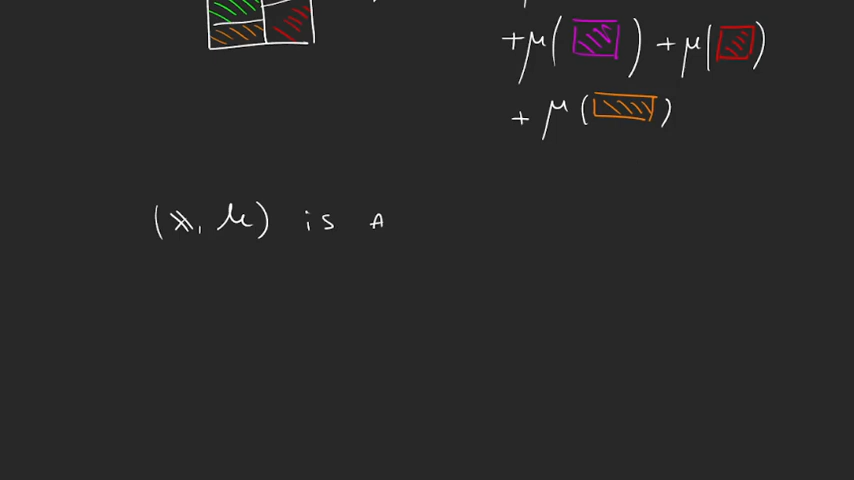 + μ( ) + μ( )
+ μ( )
(𝕏, μ) is A